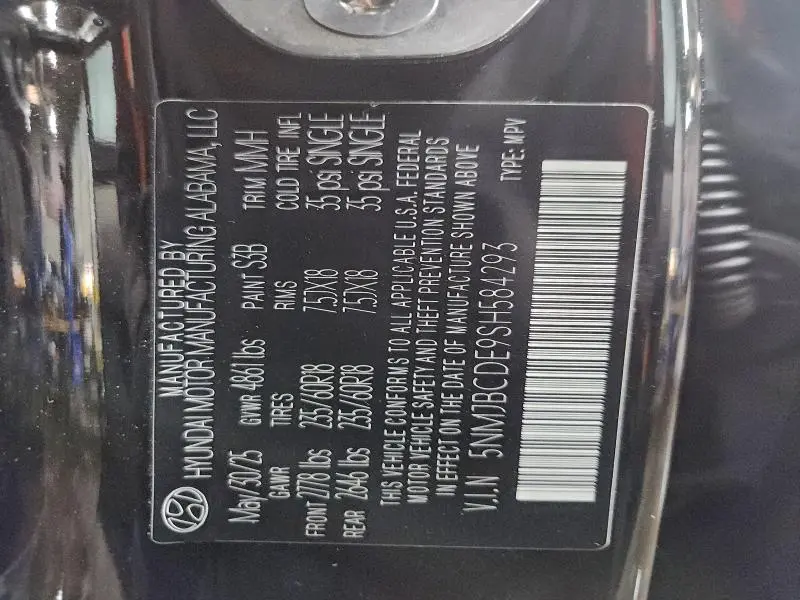 MANUFACTURED BY
HYUNDAI MOTOR MANUFACTURING ALABAMA, LLC
May/30/25 GVWR 4861 lbs PAINT S3B TRIM MMH
GAWR TIRES RIMS COLD TIRE INFL
FRONT 2778 lbs 235/60R18 7.5JX18 35 psi SINGLE
REAR 2646 lbs 235/60R18 7.5JX18 35 psi SINGLE
THIS VEHICLE CONFORMS TO ALL APPLICABLE U.S.A. FEDERAL
MOTOR VEHICLE SAFETY AND THEFT PREVENTION STANDARDS
IN EFFECT ON THE DATE OF MANUFACTURE SHOWN ABOVE
V.I.N 5NMJBCDE9SH584293 TYPE: MPV